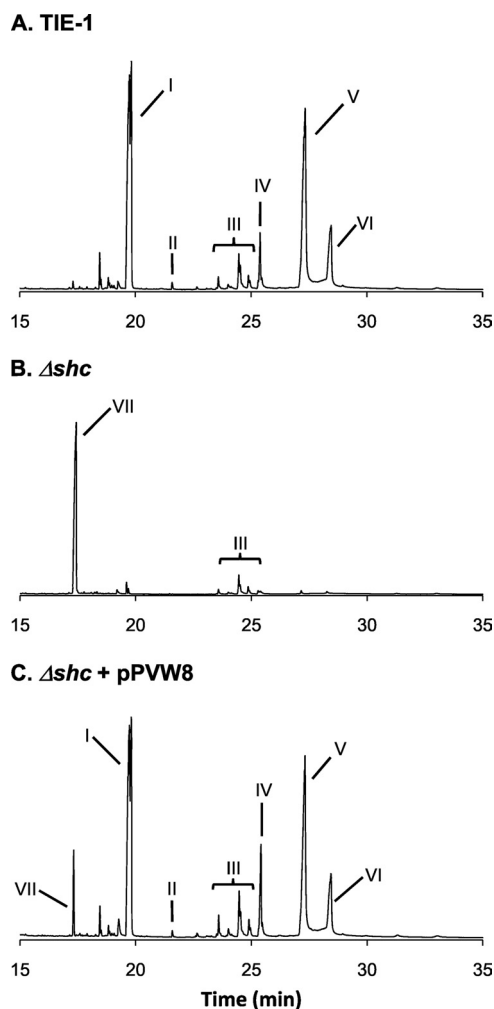 A. TIE-1
I
V
IV
III
VI
II
15 20 25 30 35
B. Δshc
VII
III
15 20 25 30 35
C. Δshc + pPVW8
I
V
IV
III
VII
II
VI
15 20 25 30 35
Time (min)